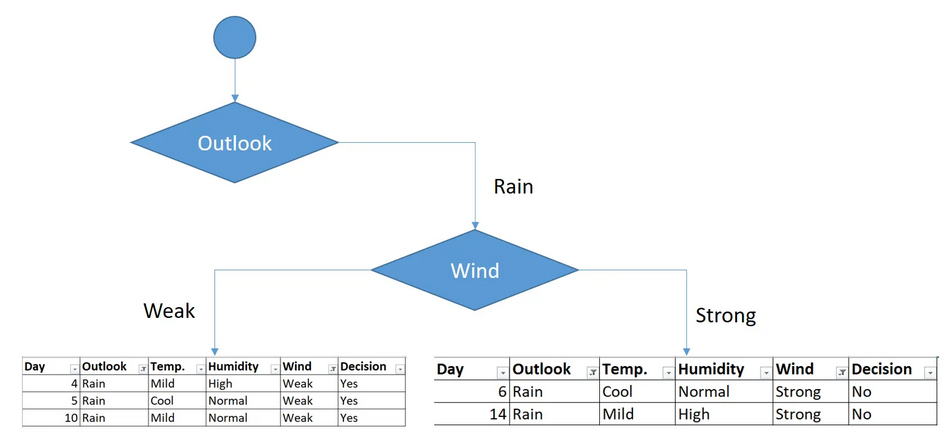 Outlook
Rain
Wind
Weak
Strong
Day Outlook Temp. Humidity Wind Decision
4 Rain Mild High Weak Yes
5 Rain Cool Normal Weak Yes
10 Rain Mild Normal Weak Yes
Day Outlook Temp. Humidity Wind Decision
6 Rain Cool Normal Strong No
14 Rain Mild High Strong No